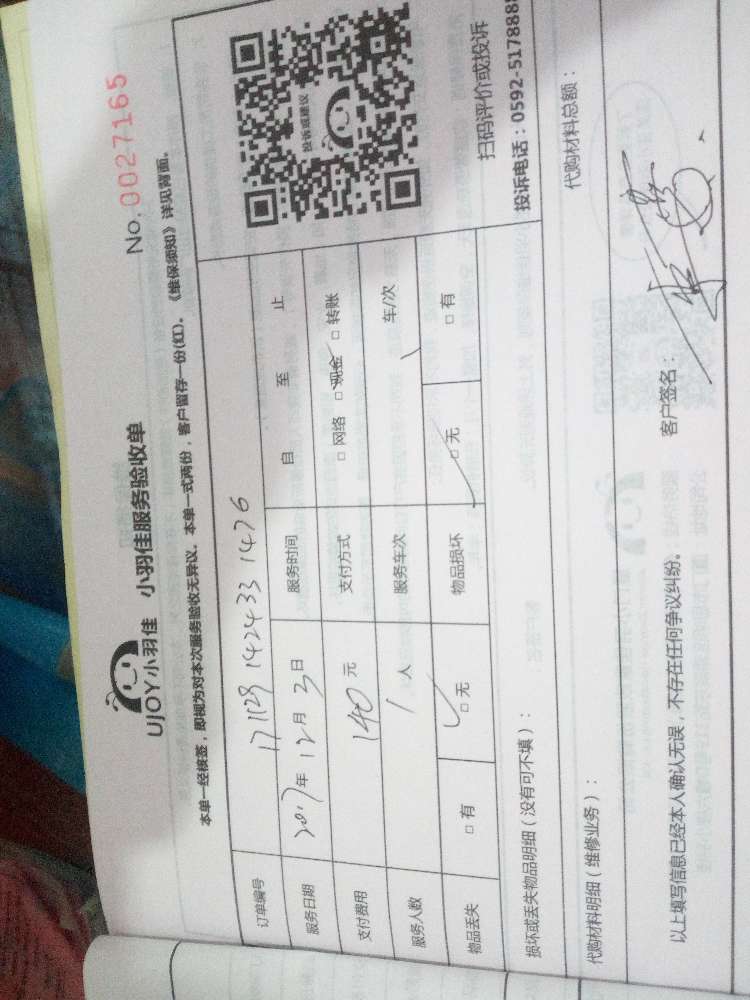 UJOY小羽佳 小羽佳服务验收单 No.0027165
本单一经核签，即视为对本次服务验收无异议。本单一式两份，客户留存一份(红)。《维保须知》详见背面。
订单编号 171129 142433 1476
服务日期 2017年12月3日 服务时间 自 至 止
支付费用 140元 支付方式 □网络 □现金 □转账
服务人数 1人 服务车次 车/次
物品丢失 □有 □无 物品损坏 □无 □有
投诉或建议
扫码评价或投诉
投诉电话：0592-5178888
损坏或丢失物品明细（没有可不填）：
代购材料明细（维修业务）： 代购材料总额：
以上填写信息已经本人确认无误，不存在任何争议纠纷。 客户签名：